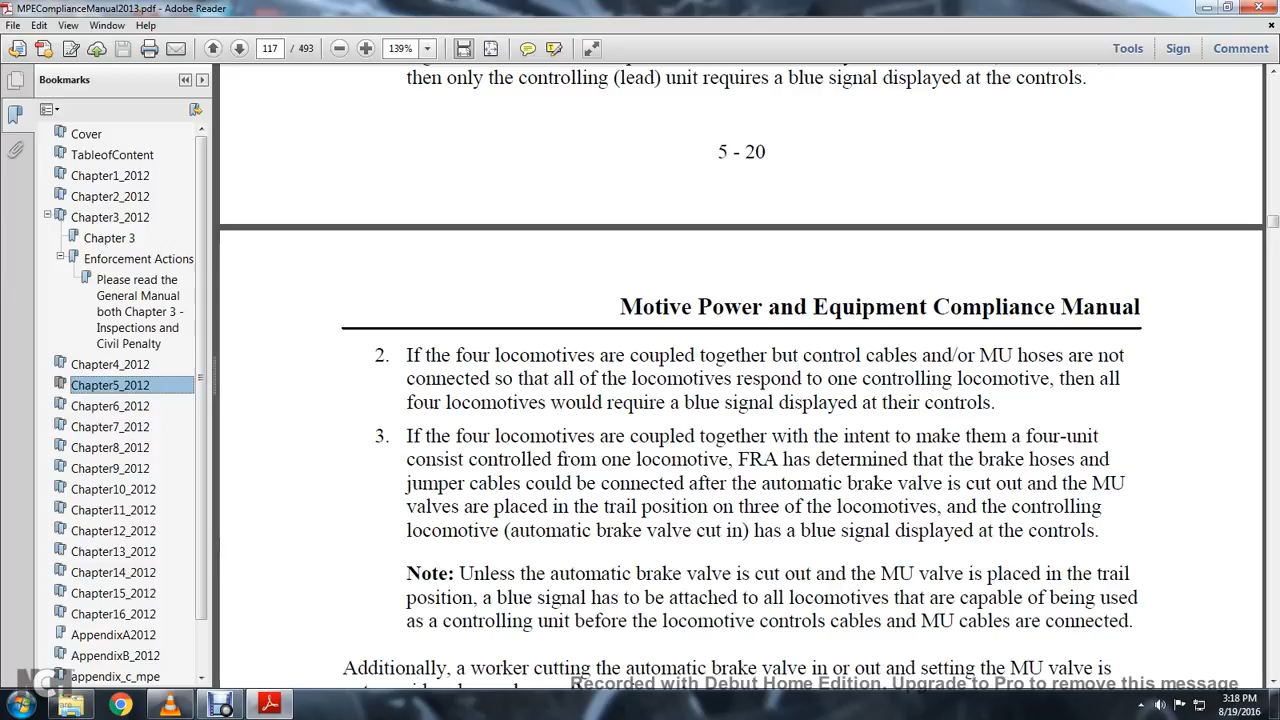 MPEComplianceManual2013.pdf - Adobe Reader
File Edit View Window Help
117 / 493 139% Tools Sign Comment
Bookmarks
Cover
TableofContent
Chapter1_2012
Chapter2_2012
Chapter3_2012
Chapter 3
Enforcement Actions
Please read the
General Manual
both Chapter 3 -
Inspections and
Civil Penalty
Chapter4_2012
Chapter5_2012
Chapter6_2012
Chapter7_2012
Chapter8_2012
Chapter9_2012
Chapter10_2012
Chapter11_2012
Chapter12_2012
Chapter13_2012
Chapter14_2012
Chapter15_2012
Chapter16_2012
AppendixA2012
AppendixB_2012
appendix_c_mpe
then only the controlling (lead) unit requires a blue signal displayed at the controls.
5 - 20
Motive Power and Equipment Compliance Manual
2. If the four locomotives are coupled together but control cables and/or MU hoses are not
connected so that all of the locomotives respond to one controlling locomotive, then all
four locomotives would require a blue signal displayed at their controls.
3. If the four locomotives are coupled together with the intent to make them a four-unit
consist controlled from one locomotive, FRA has determined that the brake hoses and
jumper cables could be connected after the automatic brake valve is cut out and the MU
valves are placed in the trail position on three of the locomotives, and the controlling
locomotive (automatic brake valve cut in) has a blue signal displayed at the controls.
Note: Unless the automatic brake valve is cut out and the MU valve is placed in the trail
position, a blue signal has to be attached to all locomotives that are capable of being used
as a controlling unit before the locomotive controls cables and MU cables are connected.
Additionally, a worker cutting the automatic brake valve in or out and setting the MU valve is
Recorded with Debut Home Edition. Upgrade to Pro to remove this message
3:18 PM
8/19/2016